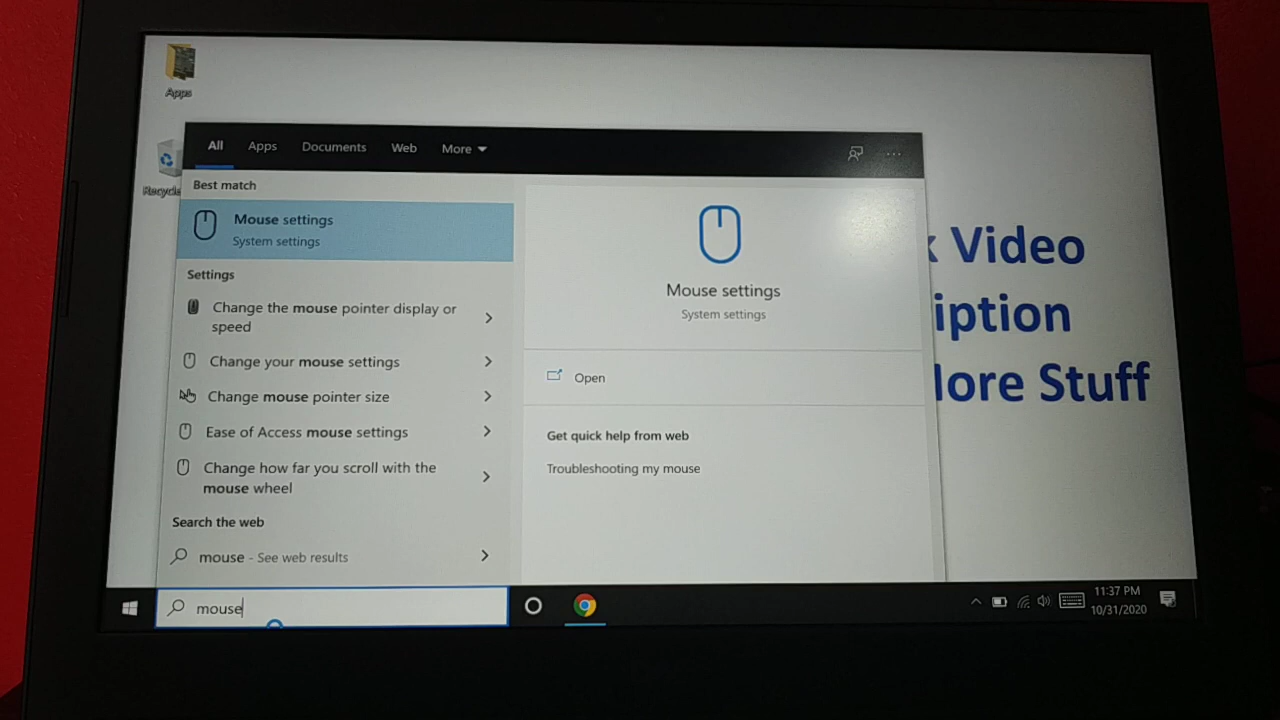 Apps
All Apps Documents Web More
Best match
Mouse settings
System settings
Settings
Change the mouse pointer display or
speed
Change your mouse settings
Change mouse pointer size
Ease of Access mouse settings
Change how far you scroll with the
mouse wheel
Search the web
mouse - See web results
mouse
Mouse settings
System settings
Open
Get quick help from web
Troubleshooting my mouse
Video
iption
ore Stuff
11:37 PM
10/31/2020